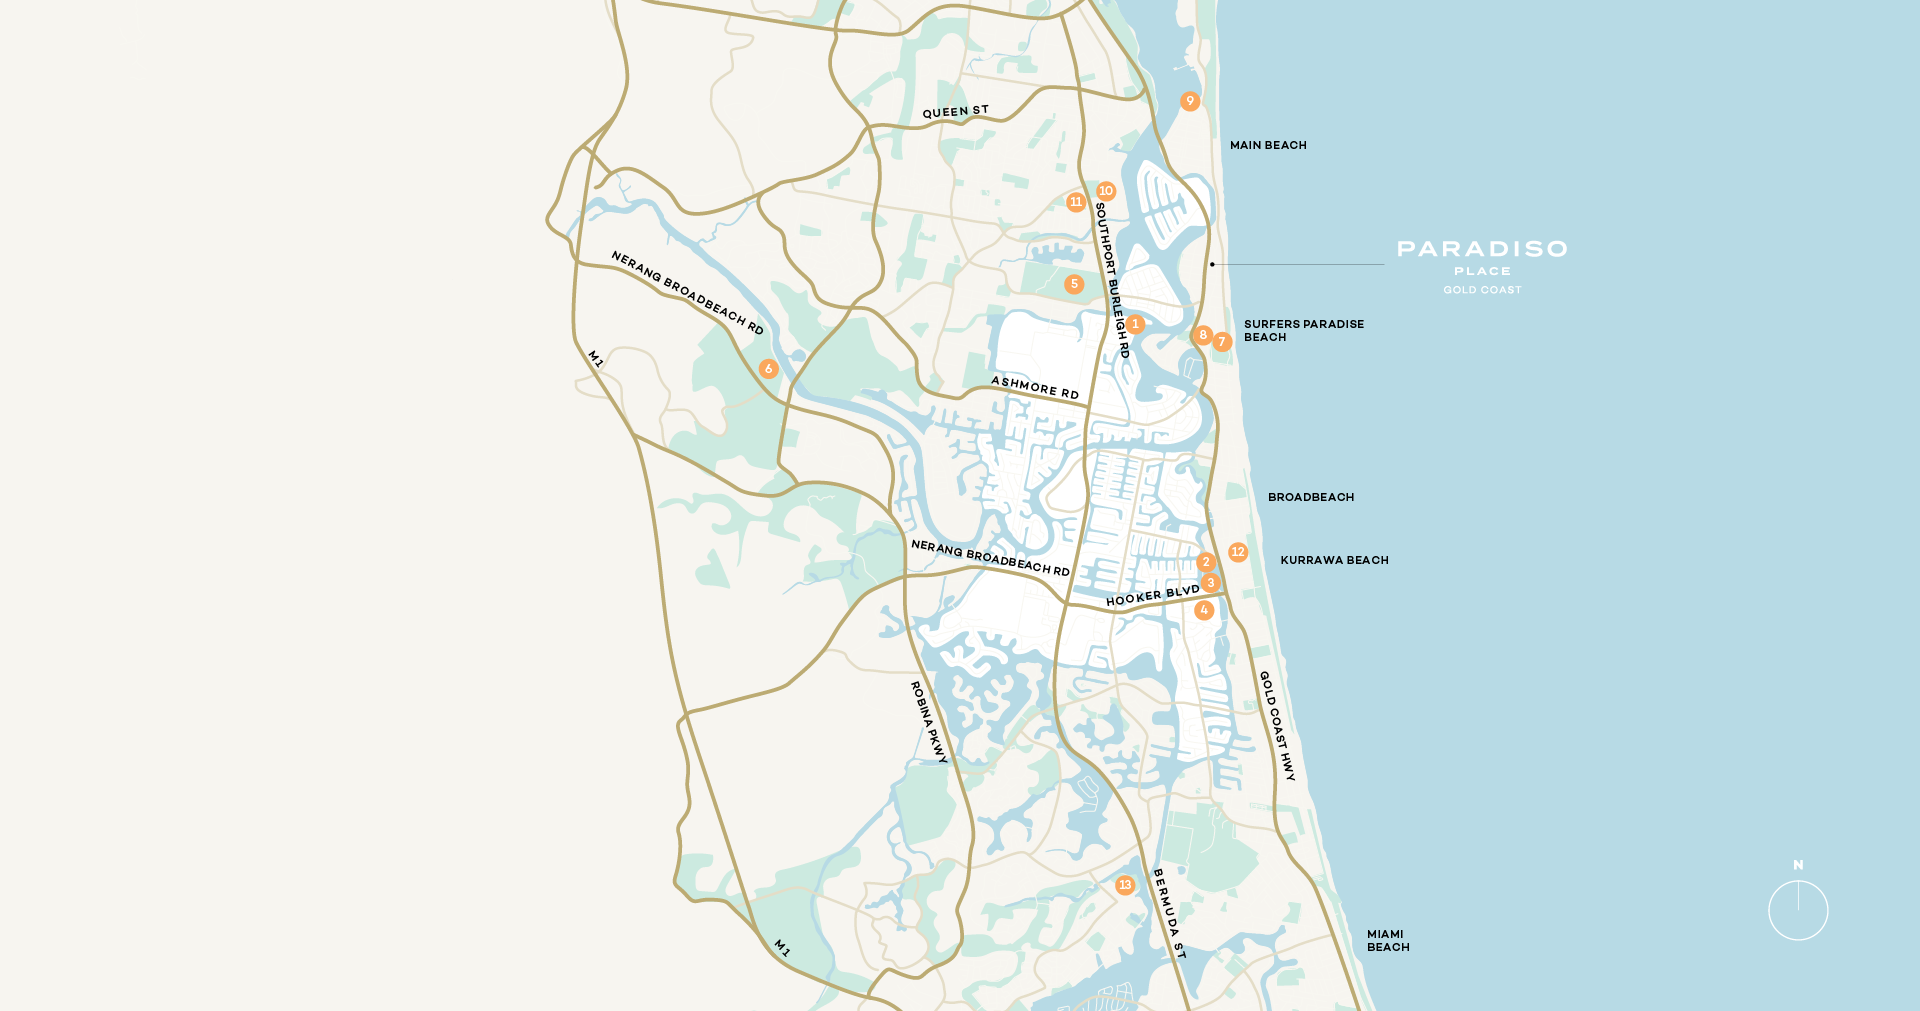 9
QUEEN ST
MAIN BEACH
10
11
SOUTHPORT BURLEIGH RD
PARADISO
PLACE
GOLD COAST
NERANG BROADBEACH RD
5
1
8
7
SURFERS PARADISE
BEACH
M1
6
ASHMORE RD
BROADBEACH
NERANG BROADBEACH RD
12
2
KURRAWA BEACH
3
HOOKER BLVD
4
ROBINA PKWY
GOLD COAST HWY
N
13
BERMUDA ST
M1
MIAMI
BEACH